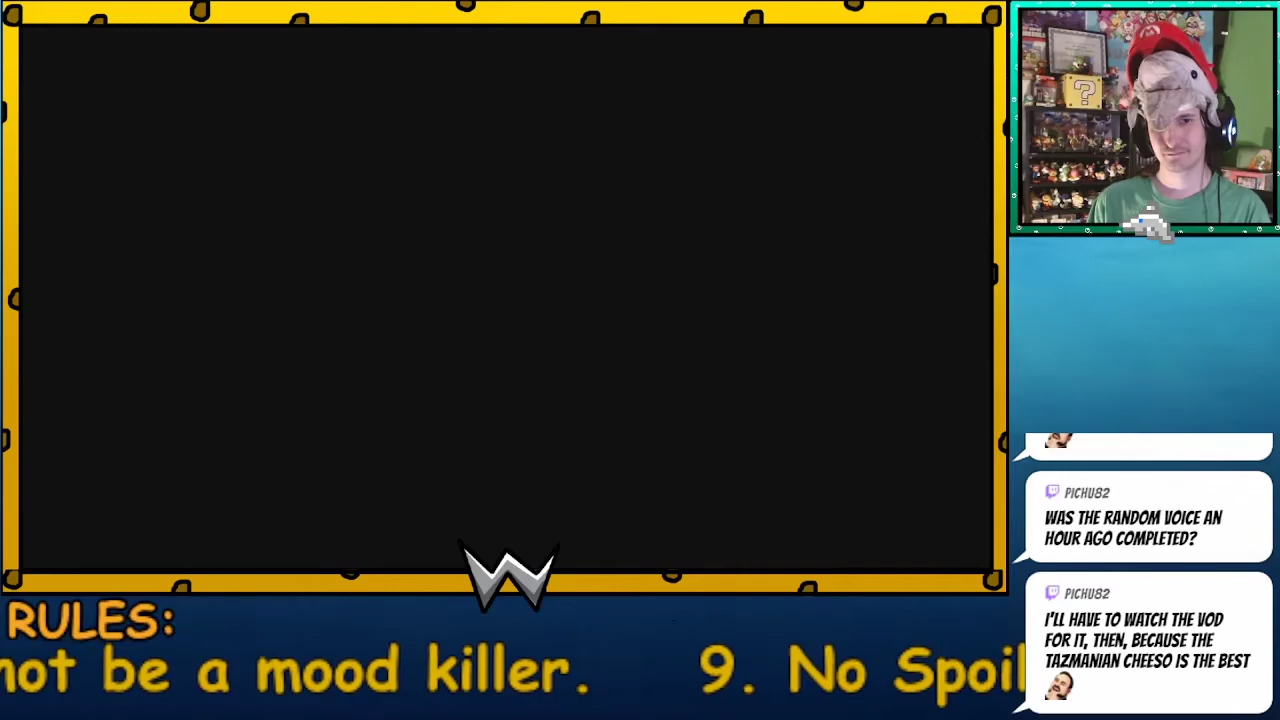 PICHU82
WAS THE RANDOM VOICE AN
HOUR AGO COMPLETED?
PICHU82
I'LL HAVE TO WATCH THE VOD
FOR IT, THEN, BECAUSE THE
TAZMANIAN CHEESO IS THE BEST
RULES:
not be a mood killer. 9. No Spoil